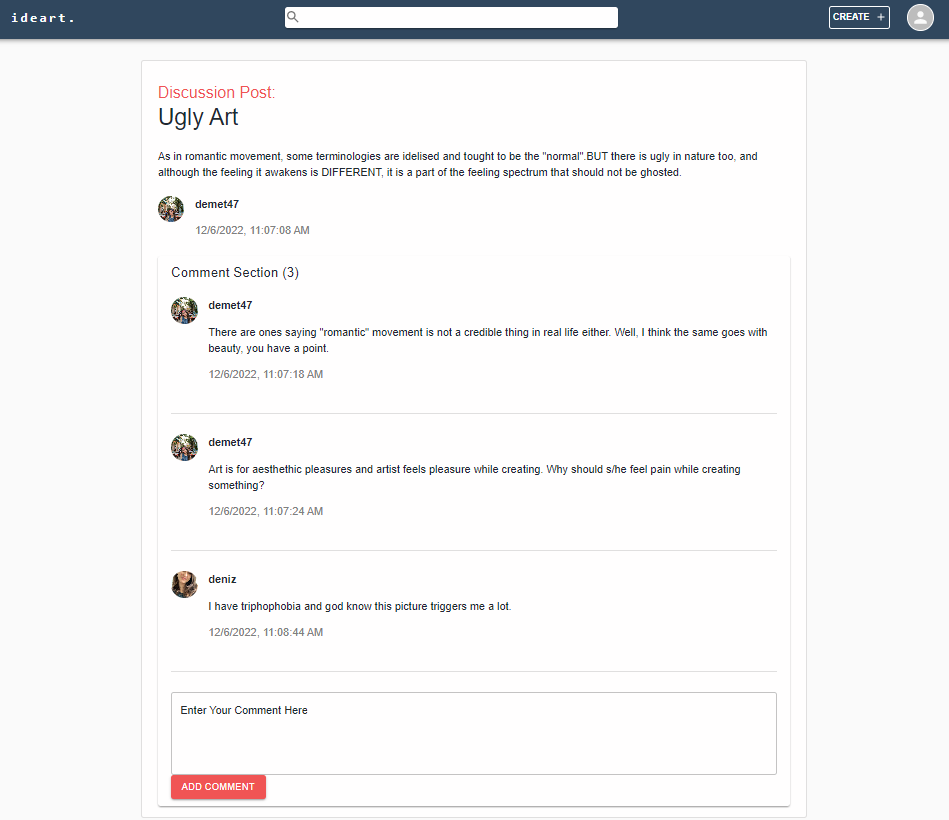 ideart.
CREATE +
Discussion Post:
Ugly Art
As in romantic movement, some terminologies are idelised and tought to be the "normal".BUT there is ugly in nature too, and
although the feeling it awakens is DIFFERENT, it is a part of the feeling spectrum that should not be ghosted.
demet47
12/6/2022, 11:07:08 AM
Comment Section (3)
demet47
There are ones saying "romantic" movement is not a credible thing in real life either. Well, I think the same goes with
beauty, you have a point.
12/6/2022, 11:07:18 AM
demet47
Art is for aesthethic pleasures and artist feels pleasure while creating. Why should s/he feel pain while creating
something?
12/6/2022, 11:07:24 AM
deniz
I have triphophobia and god know this picture triggers me a lot.
12/6/2022, 11:08:44 AM
Enter Your Comment Here
ADD COMMENT